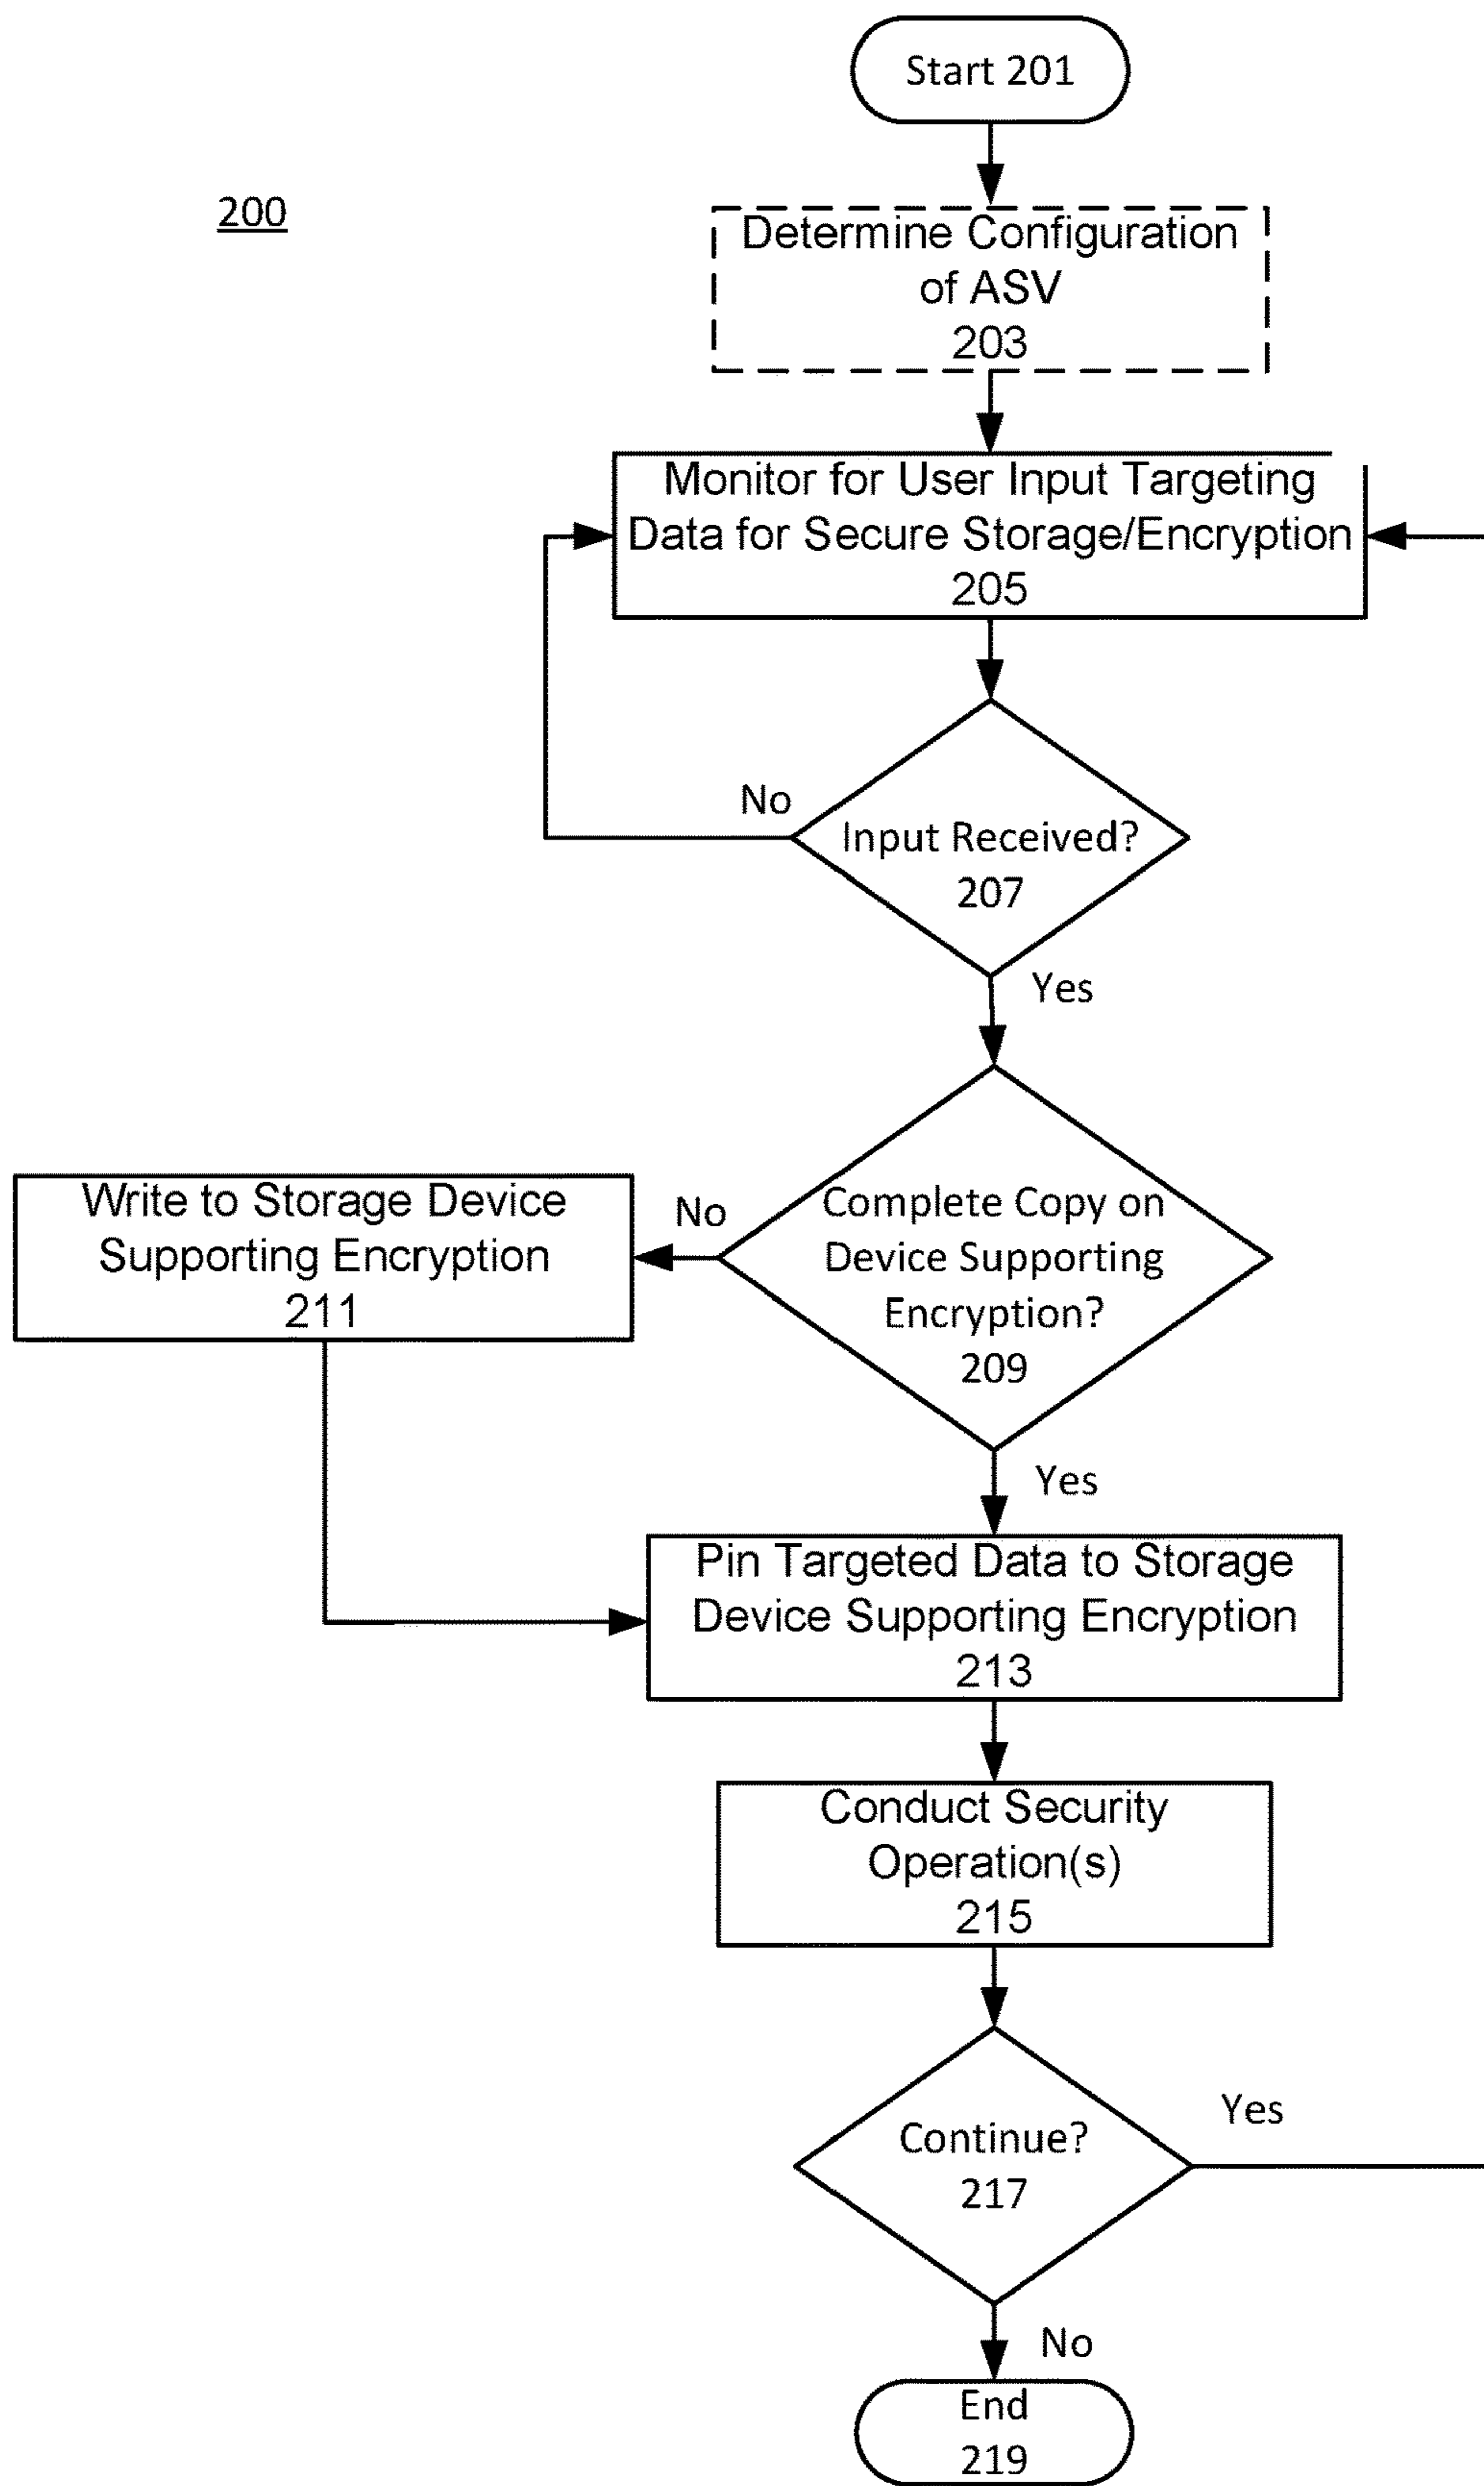 Start 201
200
Determine Configuration
of ASV
203
Monitor for User Input Targeting
Data for Secure Storage/Encryption
205
No
Input Received?
207
Yes
Write to Storage Device
Supporting Encryption
211
No
Complete Copy on
Device Supporting
Encryption?
209
Yes
Pin Targeted Data to Storage
Device Supporting Encryption
213
Conduct Security
Operation(s)
215
Continue?
217
Yes
No
End
219